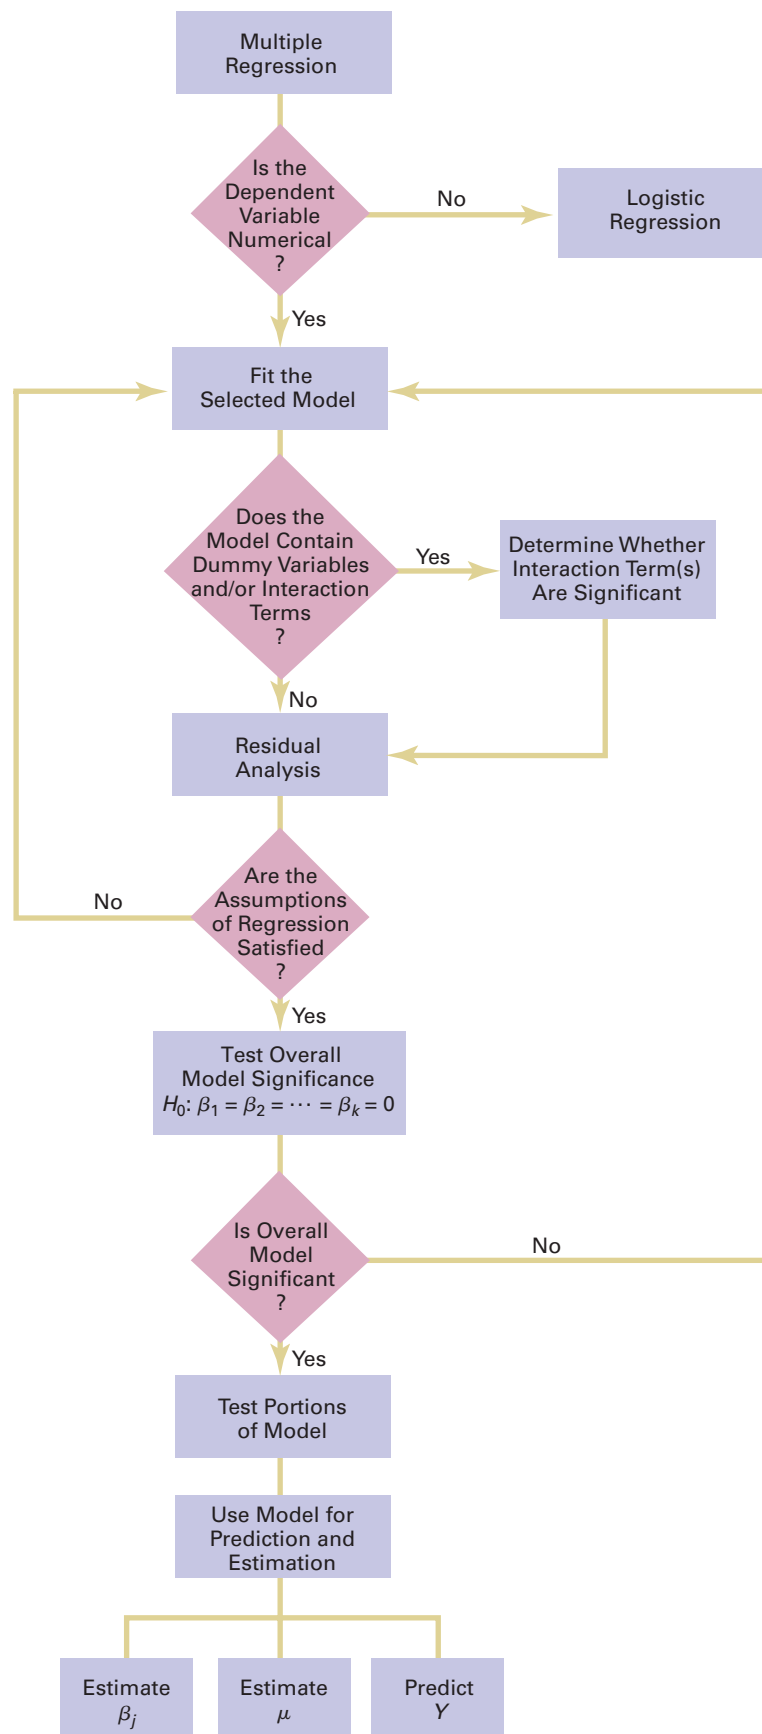 Multiple
Regression
Is the
Dependent
Variable
Numerical
?
No
Logistic
Regression
Yes
Fit the
Selected Model
Does the
Model Contain
Dummy Variables
and/or Interaction
Terms
?
Yes
Determine Whether
Interaction Term(s)
Are Significant
No
Residual
Analysis
Are the
Assumptions
of Regression
Satisfied
?
No
Yes
Test Overall
Model Significance
H₀: β₁ = β₂ = ⋯ = βₖ = 0
Is Overall
Model
Significant
?
No
Yes
Test Portions
of Model
Use Model for
Prediction and
Estimation
Estimate
βⱼ
Estimate
μ
Predict
Y